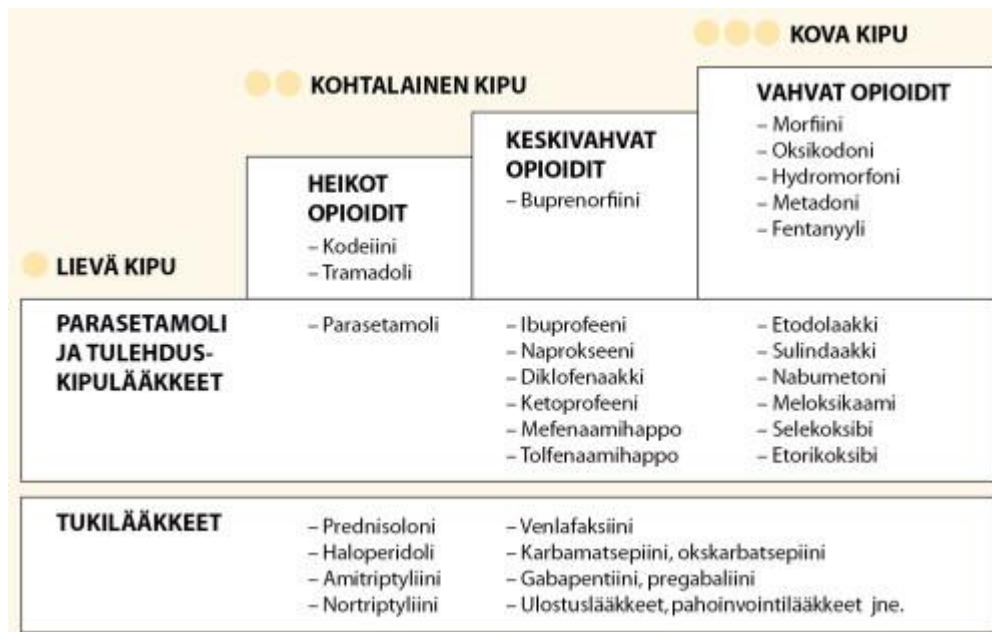 KOVA KIPU
KOHTALAINEN KIPU
VAHVAT OPIOIDIT
– Morfiini
– Oksikodoni
– Hydromorfoni
– Metadoni
– Fentanyyli
KESKIVAHVAT
OPIOIDIT
– Buprenorfiini
HEIKOT
OPIOIDIT
– Kodeiini
– Tramadoli
LIEVÄ KIPU
PARASETAMOLI
JA TULEHDUS-
KIPULÄÄKKEET
– Parasetamoli
– Ibuprofeeni
– Naprokseeni
– Diklofenaakki
– Ketoprofeeni
– Mefenaamihappo
– Tolfenaamihappo
– Etodolaakki
– Sulindaakki
– Nabumetoni
– Meloksikaami
– Selekoksibi
– Etorikoksibi
TUKILÄÄKKEET
– Prednisoloni
– Haloperidoli
– Amitriptyliini
– Nortriptyliini
– Venlafaksiini
– Karbamatsepiini, okskarbatsepiini
– Gabapentiini, pregabaliini
– Ulostuslääkkeet, pahoinvointilääkkeet jne.